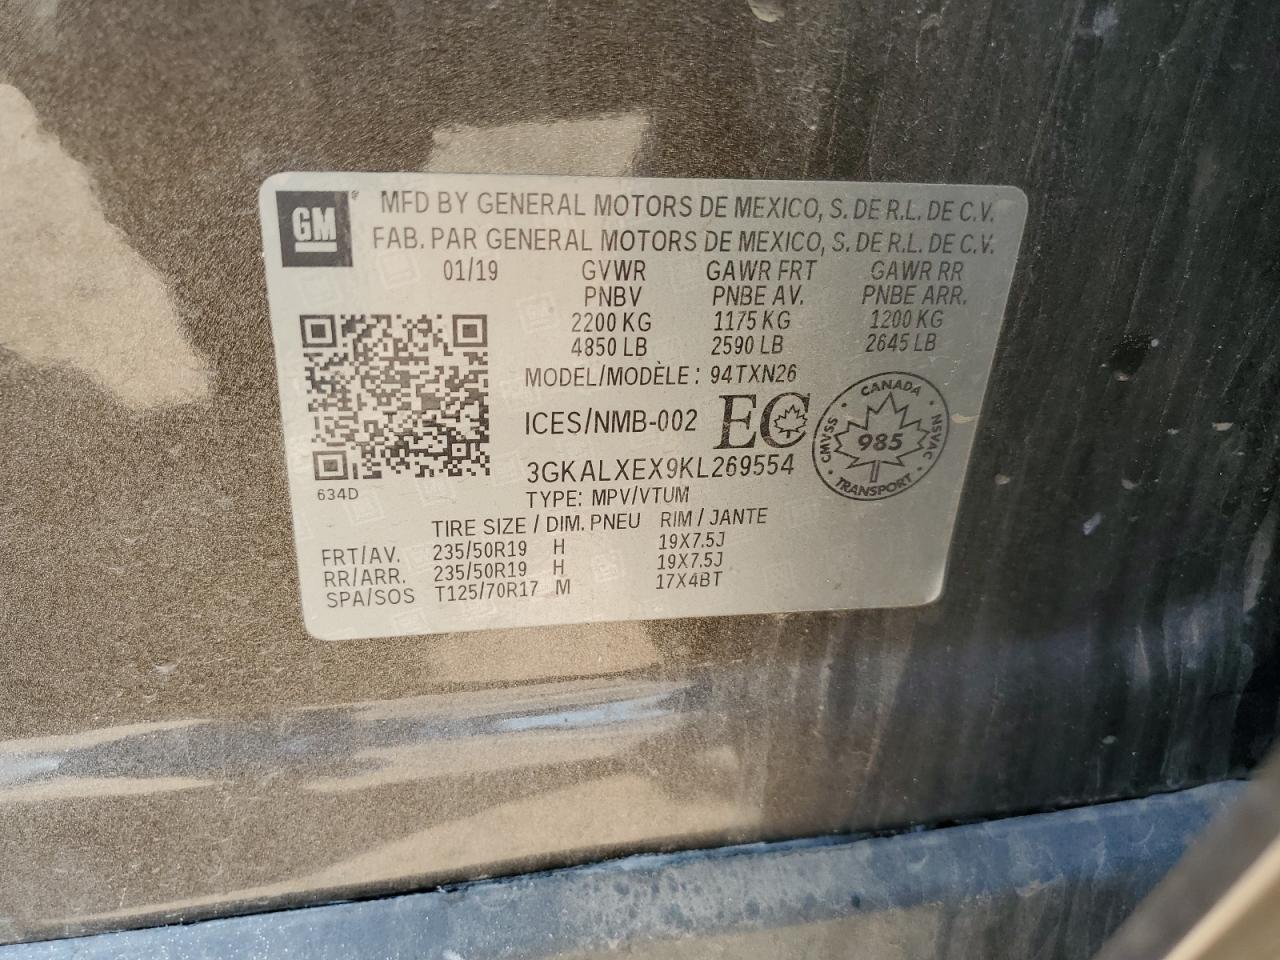 GM ® MFD BY GENERAL MOTORS DE MEXICO, S. DE R.L. DE C.V.
FAB. PAR GENERAL MOTORS DE MEXICO, S. DE R.L. DE C.V.
01/19 GVWR GAWR FRT GAWR RR
PNBV PNBE AV. PNBE ARR.
2200 KG 1175 KG 1200 KG
4850 LB 2590 LB 2645 LB
MODEL/MODÈLE: 94TXN26
ICES/NMB-002 EC
CANADA
CMVSS 985 NSVAC
TRANSPORT
3GKALXEX9KL269554
634D
TYPE: MPV/VTUM
TIRE SIZE / DIM. PNEU RIM / JANTE
FRT/AV. 235/50R19 H 19X7.5J
RR/ARR. 235/50R19 H 19X7.5J
SPA/SOS T125/70R17 M 17X4BT